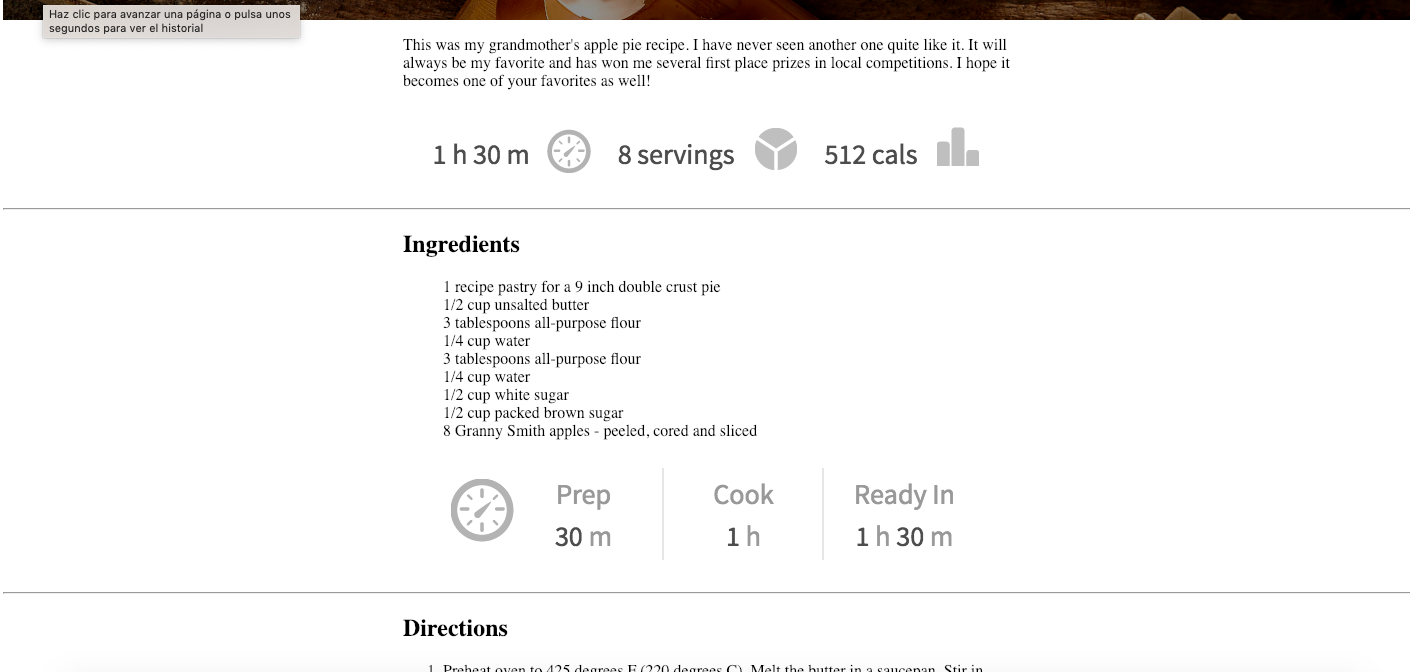 Haz clic para avanzar una página o pulsa unos
segundos para ver el historial
This was my grandmother's apple pie recipe. I have never seen another one quite like it. It will
always be my favorite and has won me several first place prizes in local competitions. I hope it
becomes one of your favorites as well!
1 h 30 m 8 servings 512 cals
Ingredients
1 recipe pastry for a 9 inch double crust pie
1/2 cup unsalted butter
3 tablespoons all-purpose flour
1/4 cup water
3 tablespoons all-purpose flour
1/4 cup water
1/2 cup white sugar
1/2 cup packed brown sugar
8 Granny Smith apples - peeled, cored and sliced
Prep Cook Ready In
30 m 1 h 1 h 30 m
Directions
1. Preheat oven to 425 degrees F (220 degrees C). Melt the butter in a saucepan. Stir in